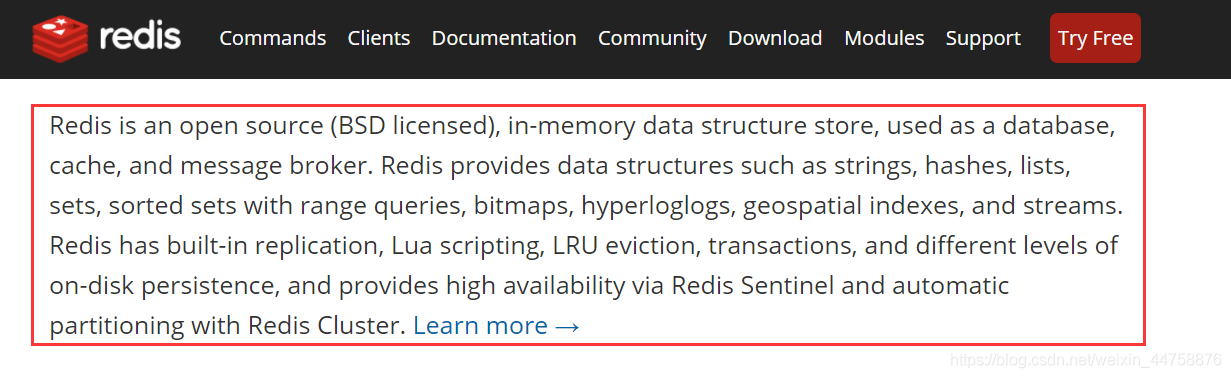 redis Commands Clients Documentation Community Download Modules Support Try Free
Redis is an open source (BSD licensed), in-memory data structure store, used as a database,
cache, and message broker. Redis provides data structures such as strings, hashes, lists,
sets, sorted sets with range queries, bitmaps, hyperloglogs, geospatial indexes, and streams.
Redis has built-in replication, Lua scripting, LRU eviction, transactions, and different levels of
on-disk persistence, and provides high availability via Redis Sentinel and automatic
partitioning with Redis Cluster. Learn more →
https://blog.csdn.net/weixin_44758876